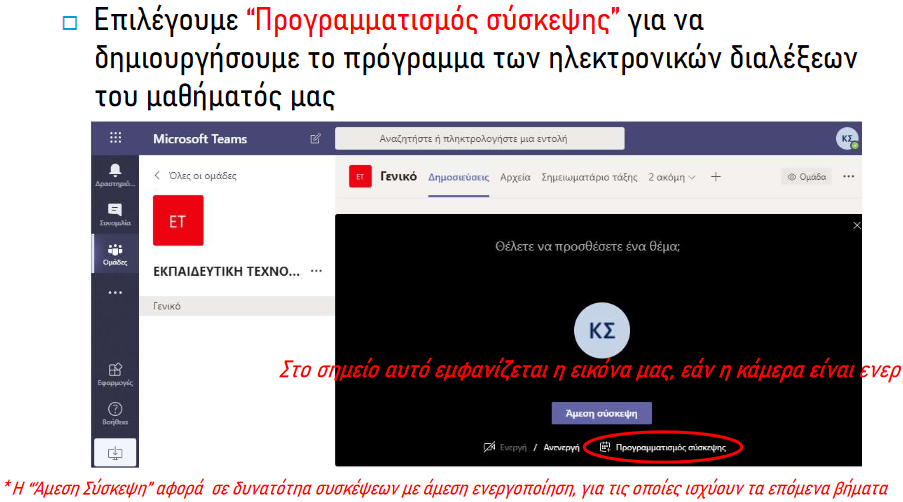 Επιλέγουμε “Προγραμματισμός σύσκεψης” για να
δημιουργήσουμε το πρόγραμμα των ηλεκτρονικών διαλέξεων
του μαθήματός μας
Microsoft Teams
Αναζητήστε ή πληκτρολογήστε μια εντολή
ΚΣ
Δραστηριό...
Συνομιλία
Ομάδες
Εφαρμογές
Βοήθεια
< Όλες οι ομάδες
ΕΤ
ΕΚΠΑΙΔΕΥΤΙΚΗ ΤΕΧΝΟ... ...
Γενικό
ΕΤ Γενικό Δημοσιεύσεις Αρχεία Σημειωματάριο τάξης 2 ακόμη + Ομάδα ...
Θέλετε να προσθέσετε ένα θέμα;
ΚΣ
Στο σημείο αυτό εμφανίζεται η εικόνα μας, εάν η κάμερα είναι ενερ
Άμεση σύσκεψη
Ενεργή / Ανενεργή Προγραμματισμός σύσκεψης
*Η “Άμεση Σύσκεψη” αφορά σε δυνατότηα συσκέψεων με άμεση ενεργοποίηση, για τις οποίες ισχύουν τα επόμενα βήματα